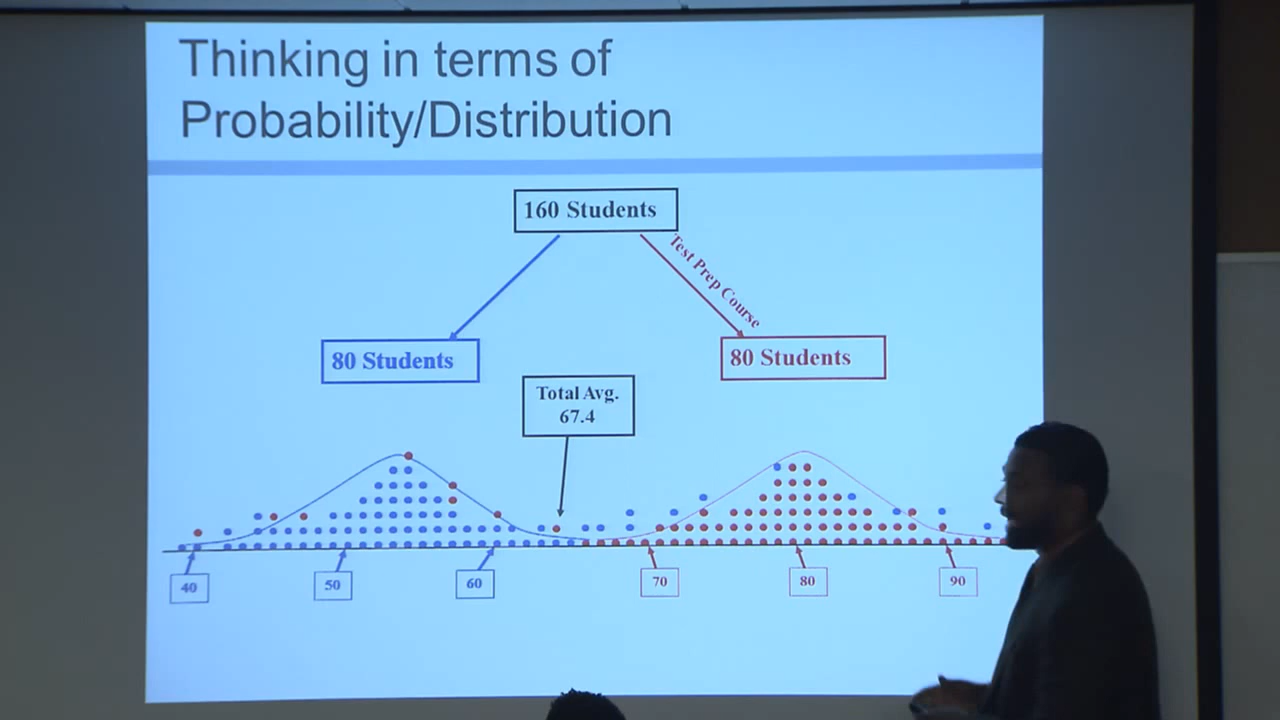 Thinking in terms of
Probability/Distribution
160 Students
Test Prep Course
80 Students
80 Students
Total Avg.
67.4
40
50
60
70
80
90